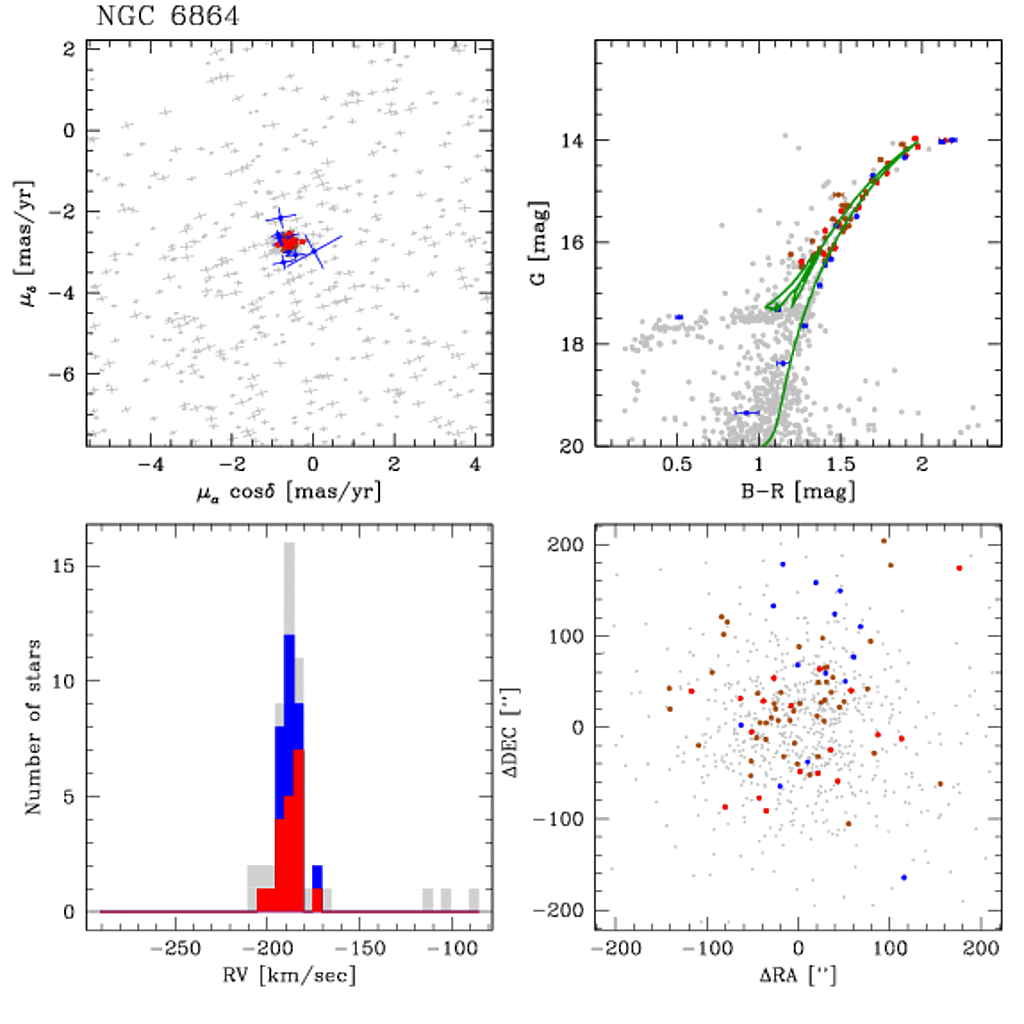 NGC 6864
2
0
−2
−4
−6
μδ [mas/yr]
−4 −2 0 2 4
μα cosδ [mas/yr]
14
16
18
20
G [mag]
0.5 1 1.5 2
B−R [mag]
15
10
5
0
Number of stars
−250 −200 −150 −100
RV [km/sec]
200
100
0
−100
−200
ΔDEC [″]
−200 −100 0 100 200
ΔRA [″]